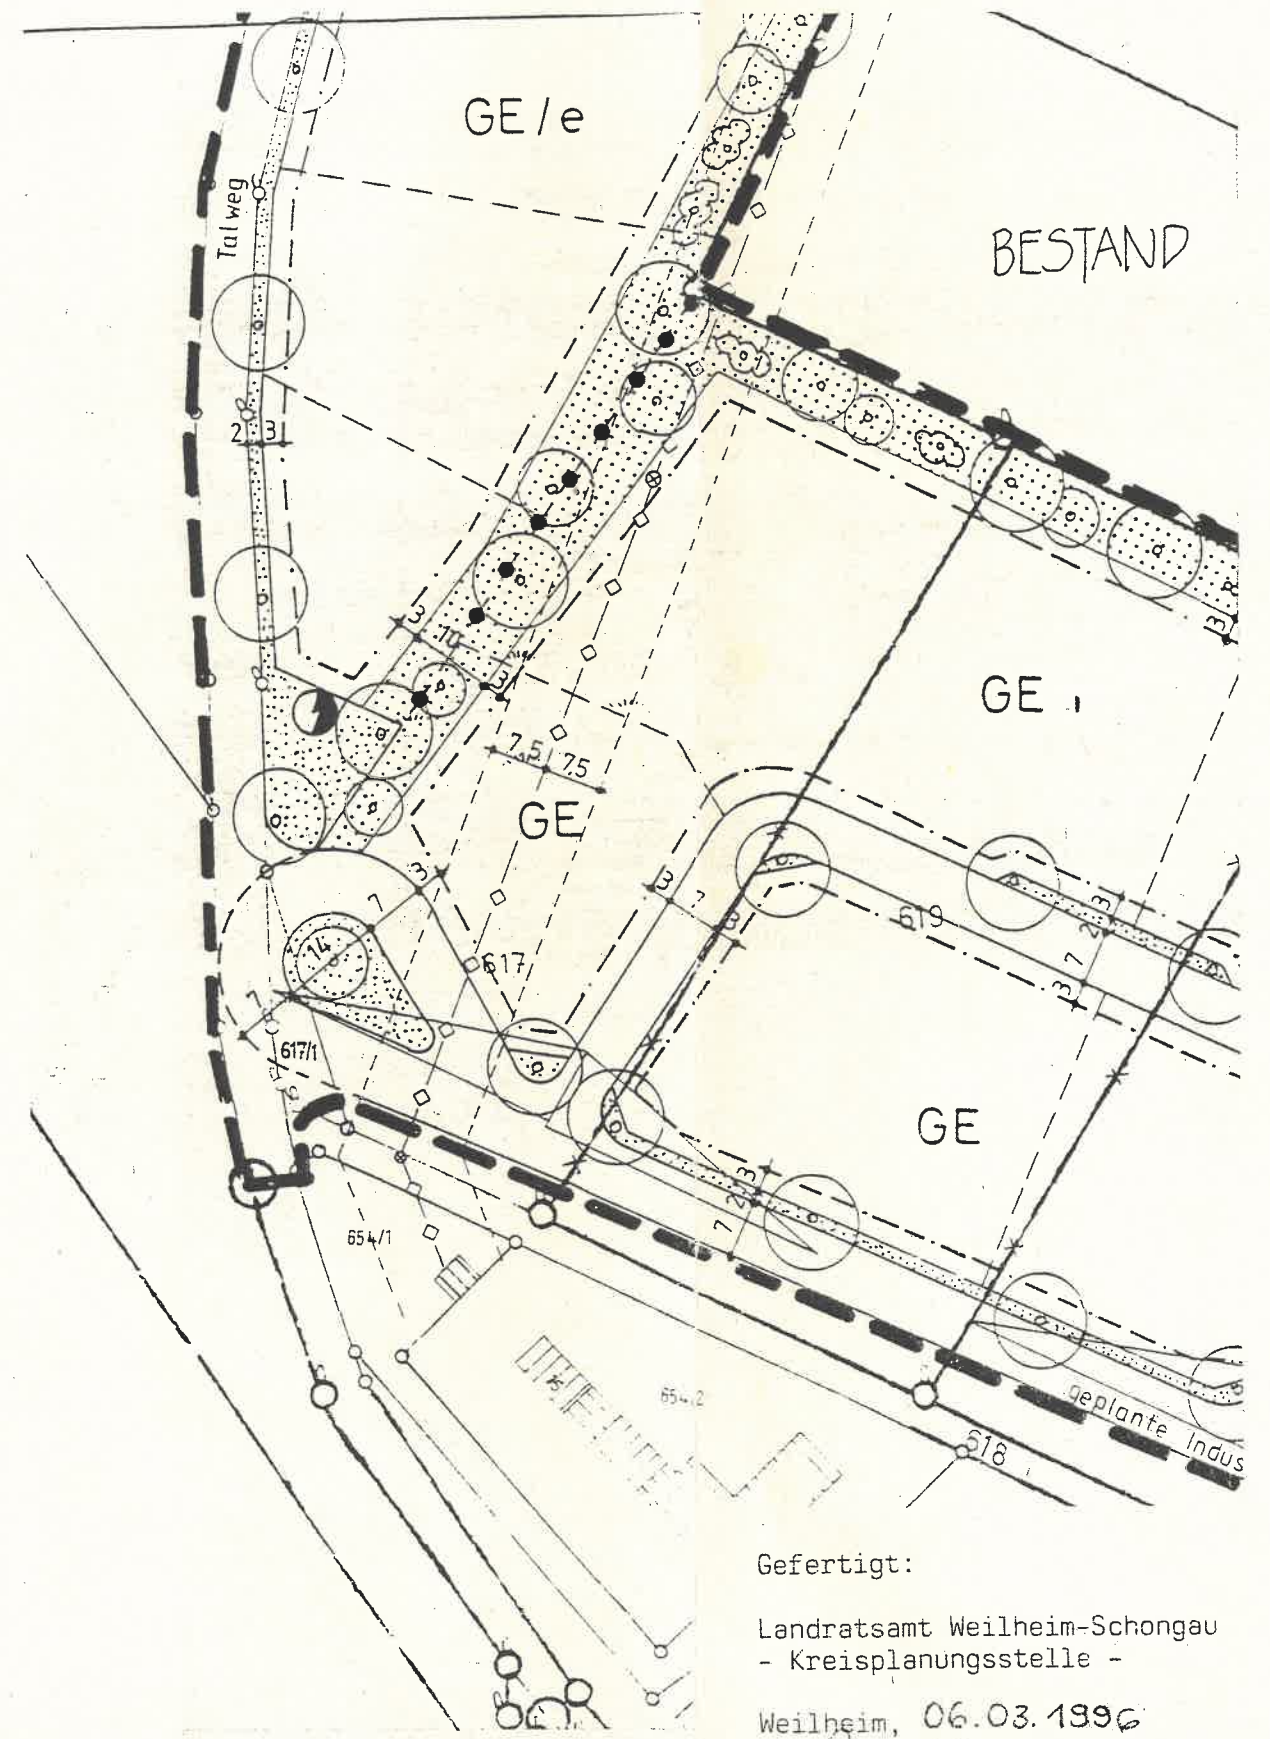 GE/e
Talweg
BESTAND
2 3
3 10 3
3
GE
7,5 7,5
GE
3
7
14
7
617
3 7 3
619
3 2 7 3
617/1
GE
3 2 7
654/1
654/2
geplante Indus
618
Gefertigt:
Landratsamt Weilheim-Schongau
- Kreisplanungsstelle -
Weilheim, 06.03.1996